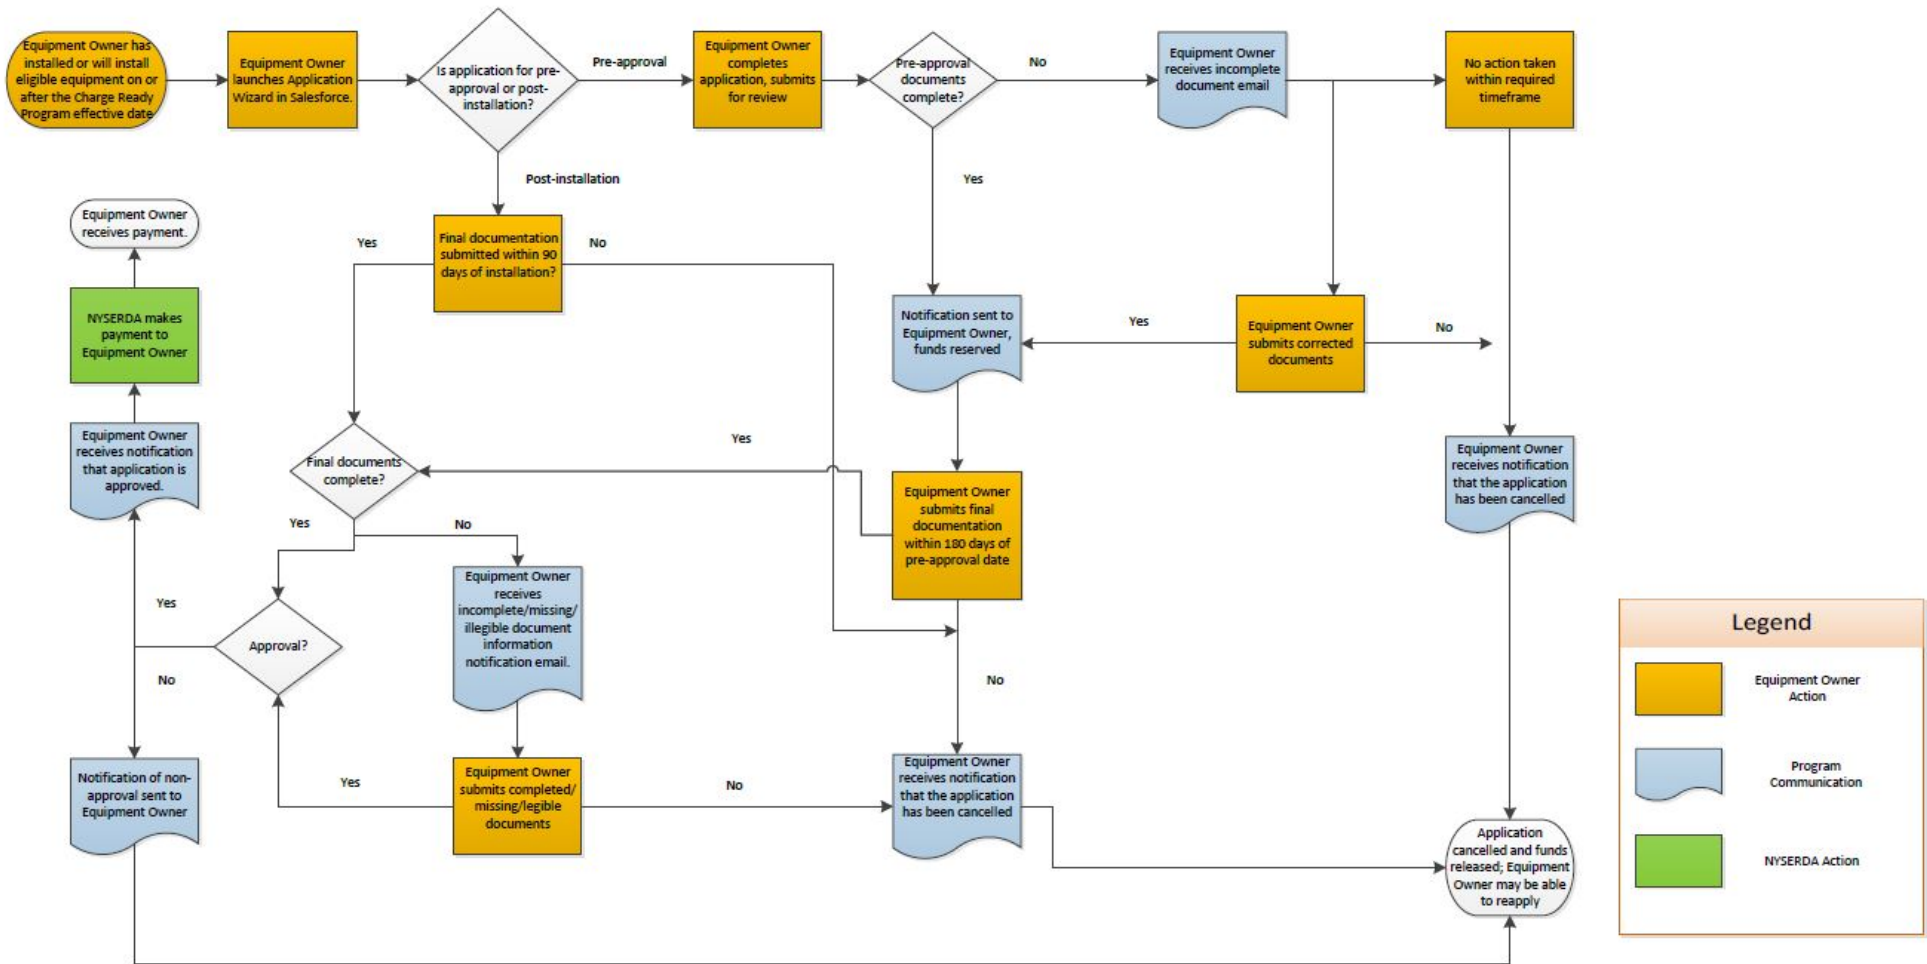 Equipment Owner has
installed or will install
eligible equipment on or
after the Charge Ready
Program effective date
Equipment Owner
launches Application
Wizard in Salesforce.
Is application for pre-
approval or post-
installation?
Pre-approval
Equipment Owner
completes
application, submits
for review
Pre-approval
documents
complete?
No
Equipment Owner
receives incomplete
document email
No action taken
within required
timeframe
Post-installation
Yes
Equipment Owner
receives payment.
Yes
Final documentation
submitted within 90
days of installation?
No
NYSERDA makes
payment to
Equipment Owner
Notification sent to
Equipment Owner,
funds reserved
Yes
Equipment Owner
submits corrected
documents
No
Equipment Owner
receives notification
that application is
approved.
Final documents
complete?
Yes
Equipment Owner
submits final
documentation
within 180 days of
pre-approval date
Equipment Owner
receives notification
that the application
has been cancelled
Yes
No
Equipment Owner
receives
incomplete/missing/
illegible document
information
notification email.
Yes
Approval?
No
No
Notification of non-
approval sent to
Equipment Owner
Yes
Equipment Owner
submits completed/
missing/legible
documents
No
Equipment Owner
receives notification
that the application
has been cancelled
Application
cancelled and funds
released; Equipment
Owner may be able
to reapply
Legend
Equipment Owner
Action
Program
Communication
NYSERDA Action